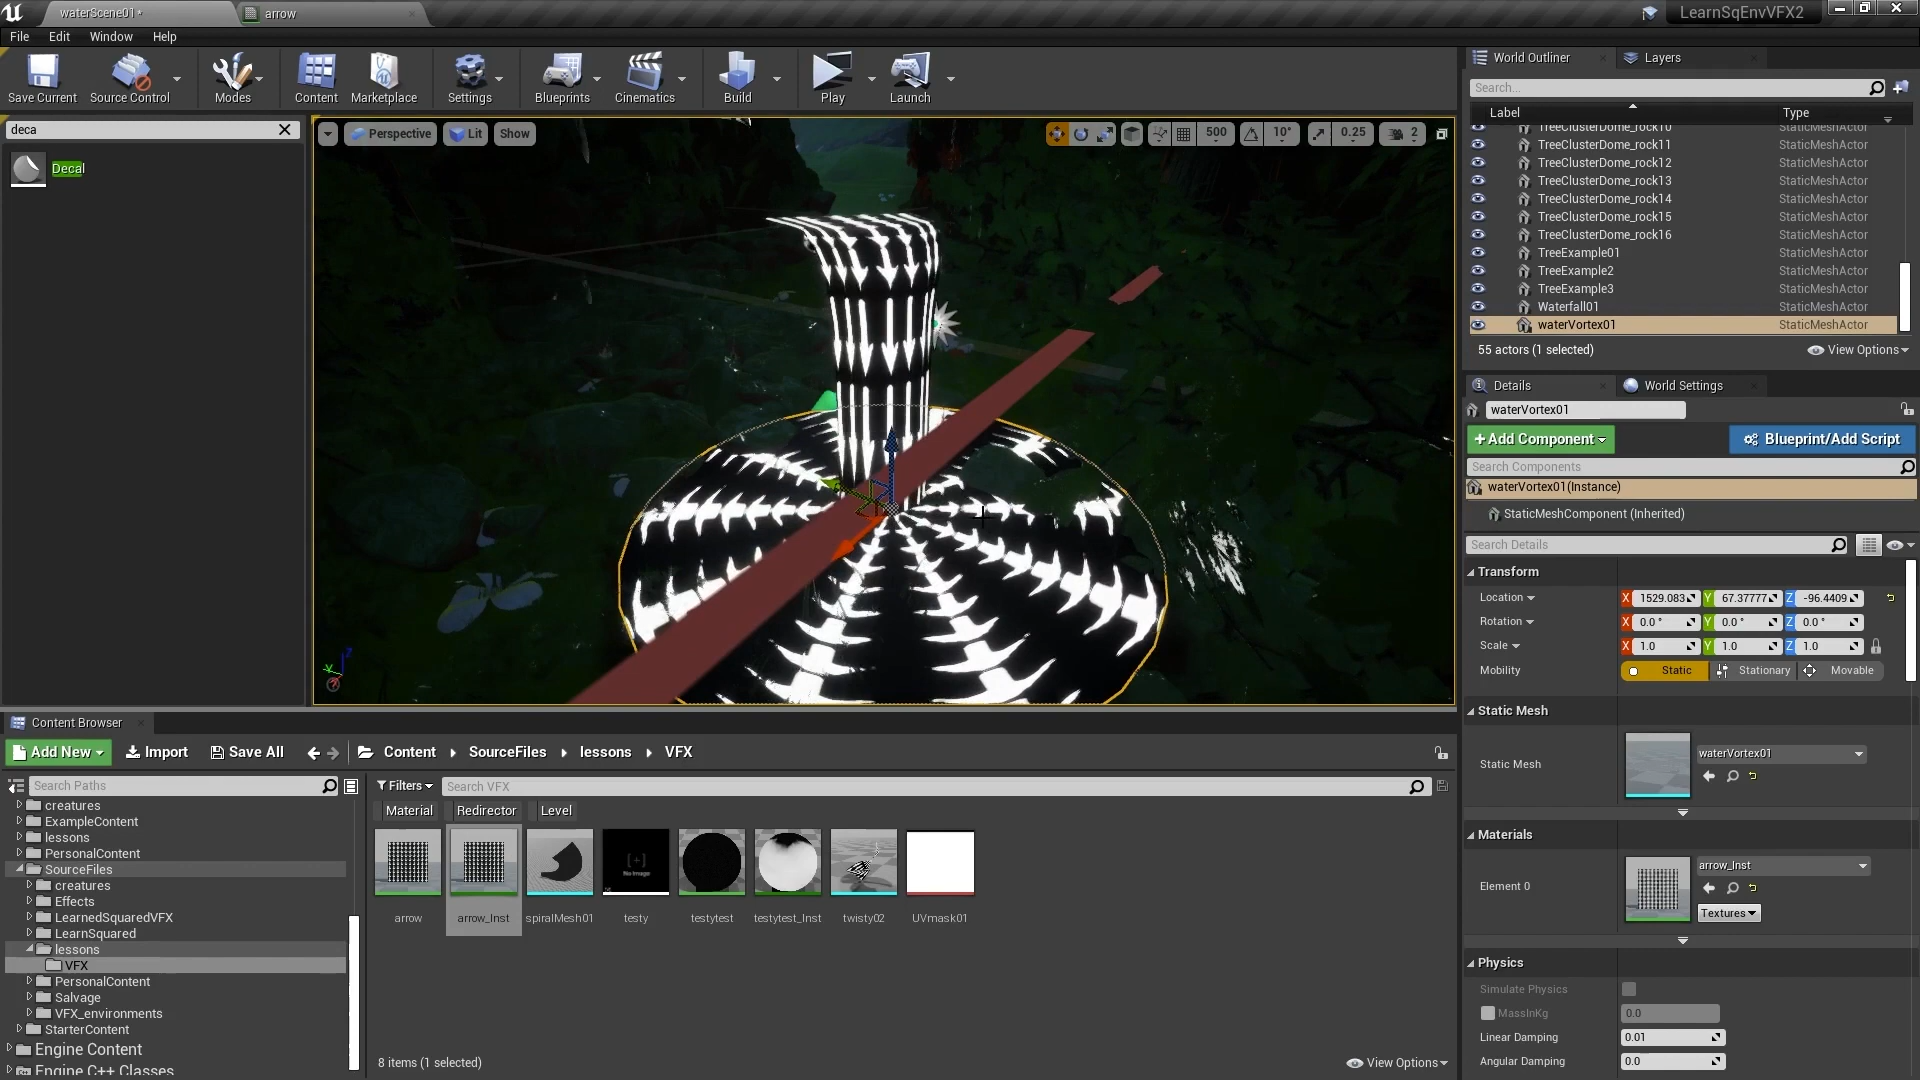 waterScene01*
arrow
LearnSqEnvVFX2
File Edit Window Help
Save Current
Source Control
Modes
Content
Marketplace
Settings
Blueprints
Cinematics
Build
Play
Launch
deca
Decal
Perspective
Lit
Show
500
10°
0.25
2
World Outliner
Layers
Search...
Label Type
TreeClusterDome_rock10 StaticMeshActor
TreeClusterDome_rock11 StaticMeshActor
TreeClusterDome_rock12 StaticMeshActor
TreeClusterDome_rock13 StaticMeshActor
TreeClusterDome_rock14 StaticMeshActor
TreeClusterDome_rock15 StaticMeshActor
TreeClusterDome_rock16 StaticMeshActor
TreeExample01 StaticMeshActor
TreeExample2 StaticMeshActor
TreeExample3 StaticMeshActor
Waterfall01 StaticMeshActor
waterVortex01 StaticMeshActor
55 actors (1 selected)
View Options
Details
World Settings
waterVortex01
+Add Component
Blueprint/Add Script
Search Components
waterVortex01(Instance)
StaticMeshComponent (Inherited)
Search Details
Transform
Location X 1529.083 Y 67.37777 Z -96.4409
Rotation X 0.0 ° Y 0.0 ° Z 0.0 °
Scale X 1.0 Y 1.0 Z 1.0
Mobility Static Stationary Movable
Static Mesh
Static Mesh waterVortex01
Materials
Element 0 arrow_Inst
Textures
Physics
Simulate Physics
MassInKg 0.0
Linear Damping 0.01
Angular Damping 0.0
Content Browser
Add New
Import
Save All
Content SourceFiles lessons VFX
Search Paths
creatures
ExampleContent
lessons
PersonalContent
SourceFiles
creatures
Effects
LearnedSquaredVFX
LearnSquared
lessons
VFX
PersonalContent
Salvage
VFX_environments
StarterContent
Engine Content
Engine C++ Classes
Filters
Search VFX
Material Redirector Level
[+]
No Image
arrow
arrow_Inst
spiralMesh01
testy
testytest
testytest_Inst
twisty02
UVmask01
8 items (1 selected)
View Options